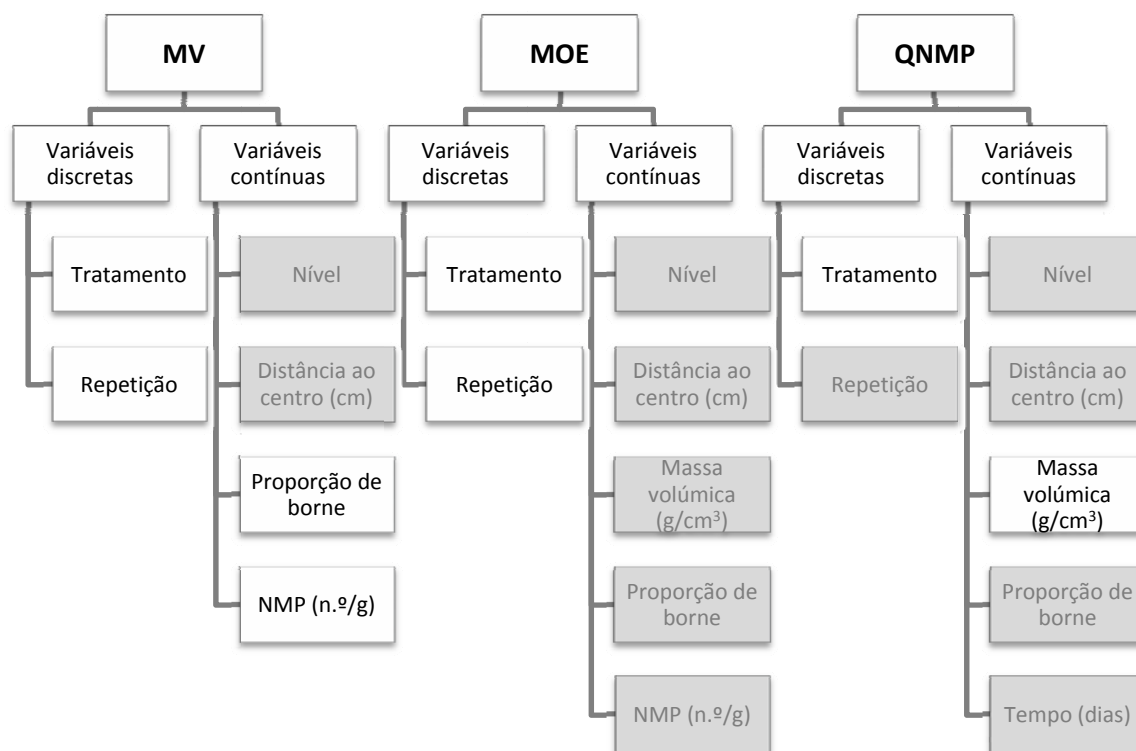 MV
MOE
QNMP
Variáveis
discretas
Variáveis
contínuas
Variáveis
discretas
Variáveis
contínuas
Variáveis
discretas
Variáveis
contínuas
Tratamento
Nível
Tratamento
Nível
Tratamento
Nível
Repetição
Distância ao
centro (cm)
Repetição
Distância ao
centro (cm)
Repetição
Distância ao
centro (cm)
Proporção de
borne
Massa
volúmica
(g/cm³)
Massa
volúmica
(g/cm³)
NMP (n.º/g)
Proporção de
borne
Proporção de
borne
NMP (n.º/g)
Tempo (dias)